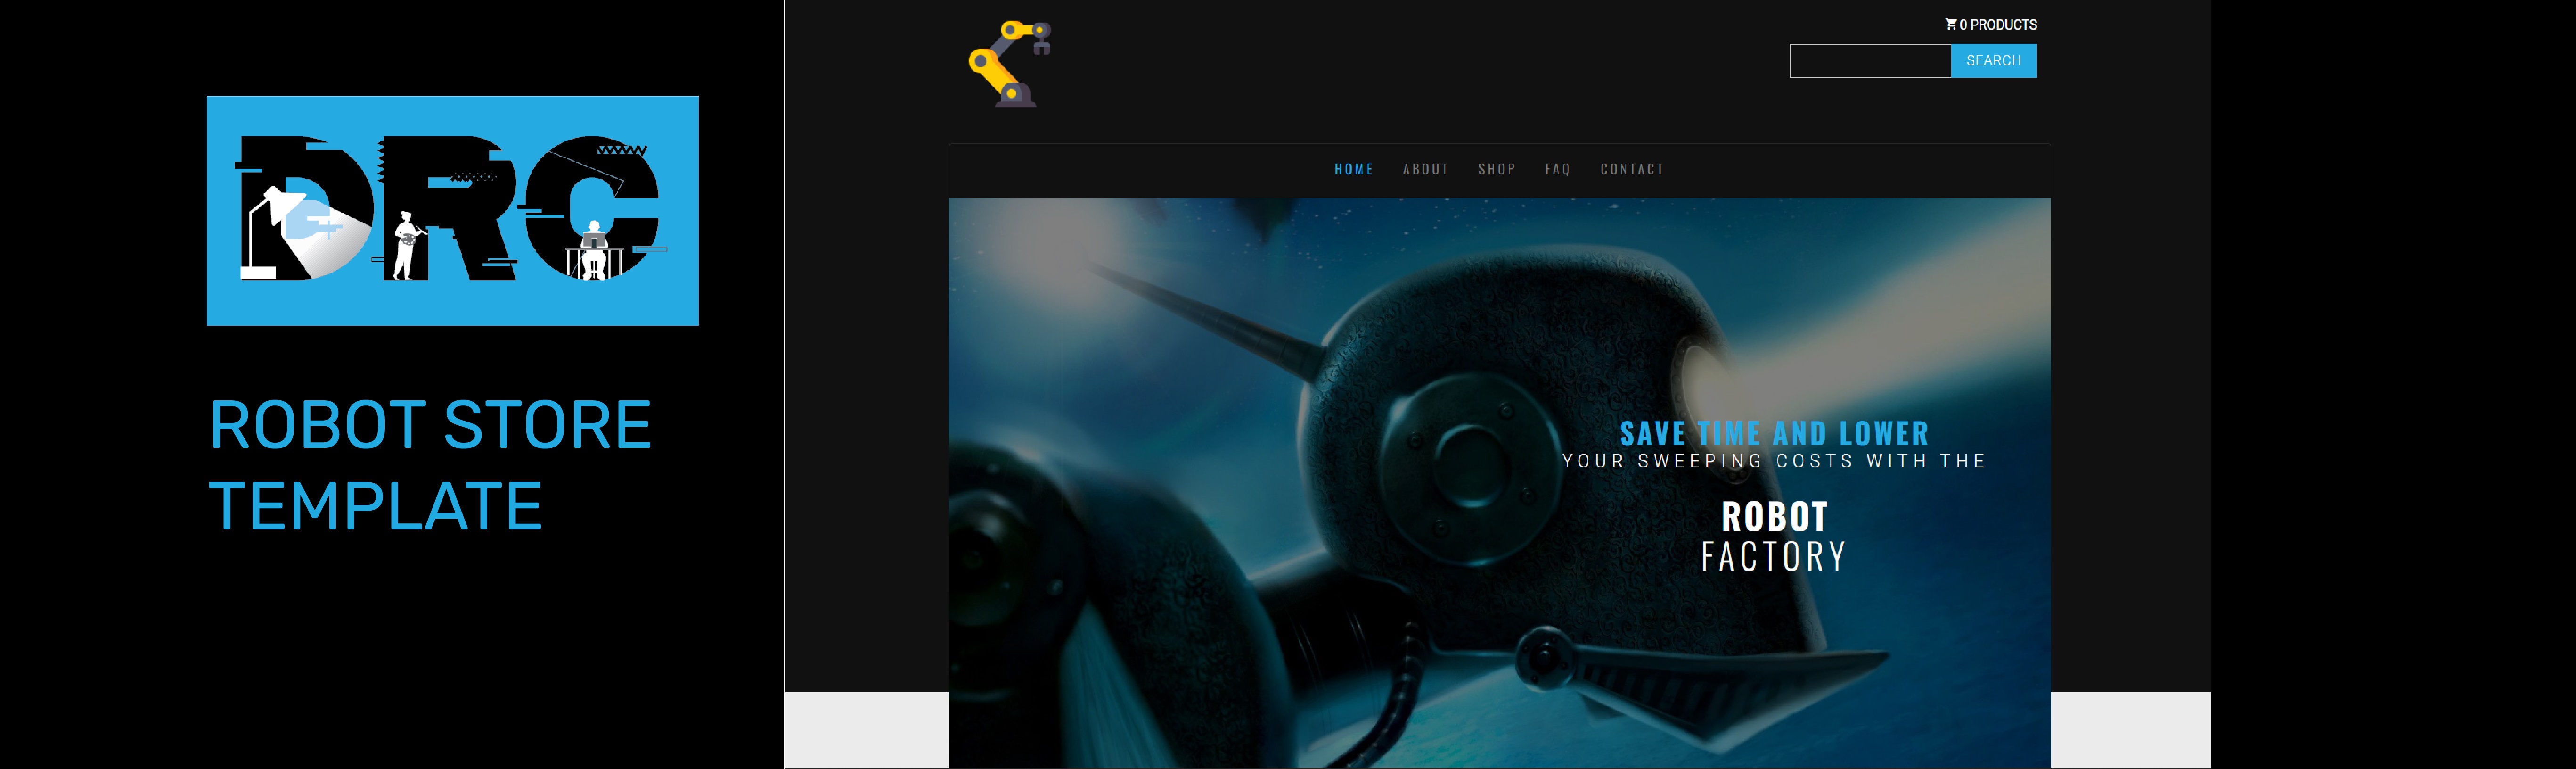 DRC
ROBOT STORE
TEMPLATE
0 PRODUCTS
SEARCH
HOME ABOUT SHOP FAQ CONTACT
SAVE TIME AND LOWER
YOUR SWEEPING COSTS WITH THE
ROBOT
FACTORY